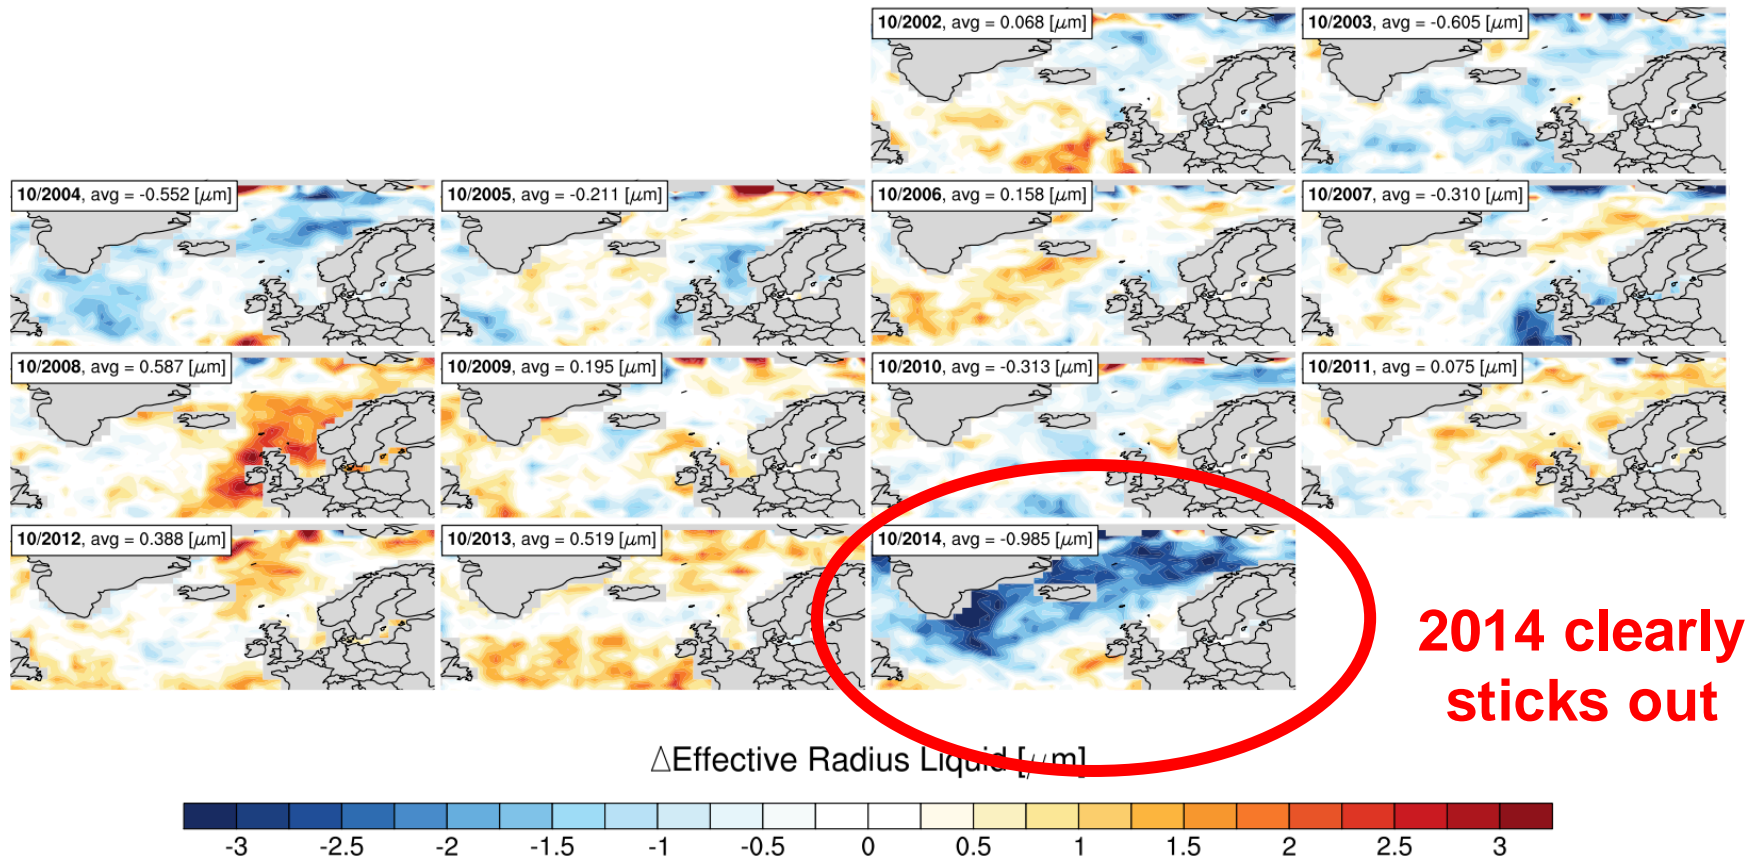 10/2002, avg = 0.068 [μm]
10/2003, avg = -0.605 [μm]
10/2004, avg = -0.552 [μm]
10/2005, avg = -0.211 [μm]
10/2006, avg = 0.158 [μm]
10/2007, avg = -0.310 [μm]
10/2008, avg = 0.587 [μm]
10/2009, avg = 0.195 [μm]
10/2010, avg = -0.313 [μm]
10/2011, avg = 0.075 [μm]
10/2012, avg = 0.388 [μm]
10/2013, avg = 0.519 [μm]
10/2014, avg = -0.985 [μm]
2014 clearly
sticks out
△Effective Radius Liquid [μm]
-3 -2.5 -2 -1.5 -1 -0.5 0 0.5 1 1.5 2 2.5 3